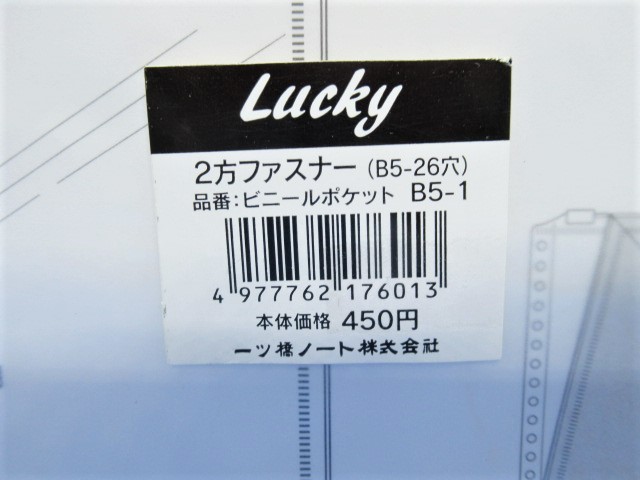 Lucky
2方ファスナー(B5-26穴)
品番:ビニールポケット B5-1
4 977762 176013
本体価格 450円
一ツ橋ノート株式会社